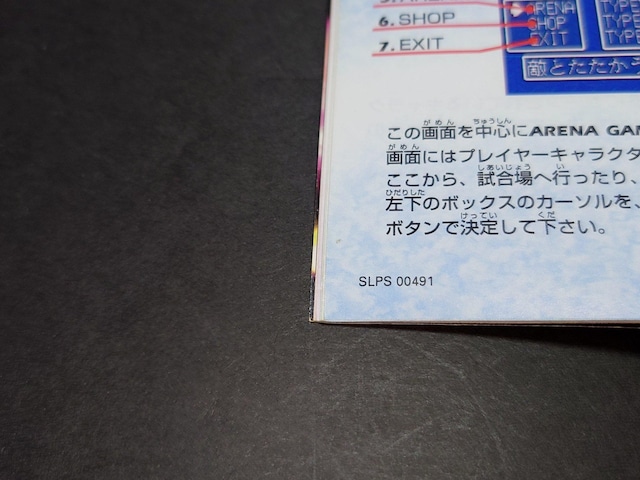 6. SHOP
7. EXIT
ARENA
SHOP
EXIT
TYPE
TYPE
TYPE
敵とたたかう
この画面を中心にARENA GAM
画面にはプレイヤーキャラクタ
ここから、試合場へ行ったり、
左下のボックスのカーソルを、
ボタンで決定して下さい。
SLPS 00491